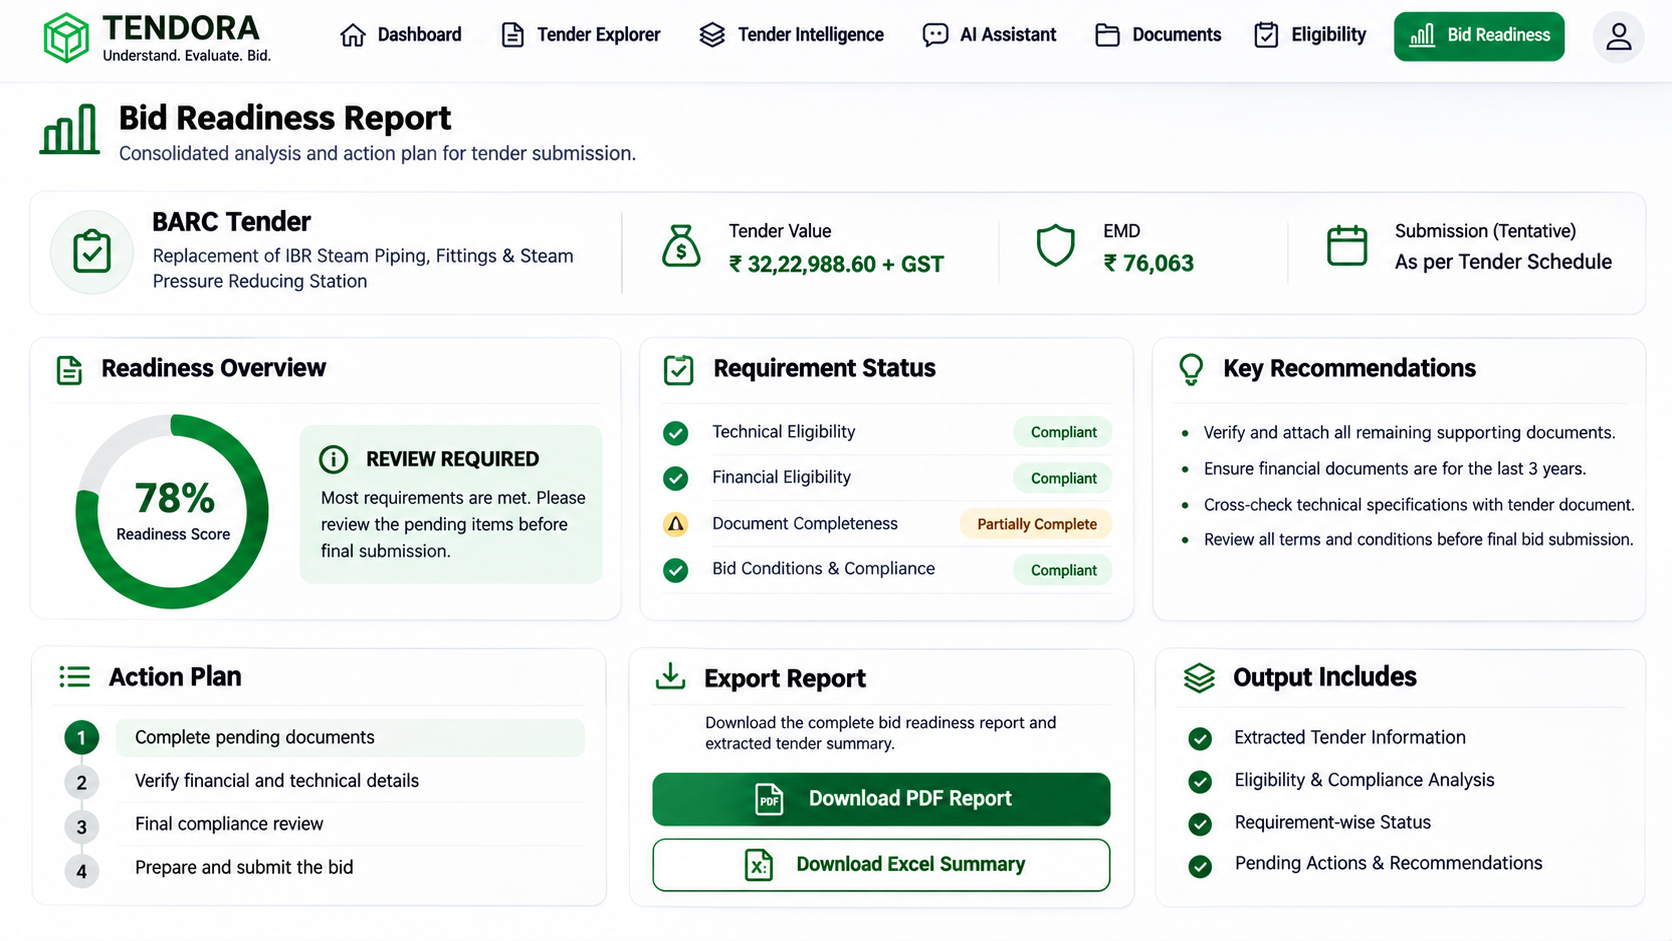 TENDORA
Understand. Evaluate. Bid.
Dashboard
Tender Explorer
Tender Intelligence
AI Assistant
Documents
Eligibility
Bid Readiness
Bid Readiness Report
Consolidated analysis and action plan for tender submission.
BARC Tender
Replacement of IBR Steam Piping, Fittings & Steam
Pressure Reducing Station
$
Tender Value
₹ 32,22,988.60 + GST
EMD
₹ 76,063
Submission (Tentative)
As per Tender Schedule
Readiness Overview
78%
Readiness Score
REVIEW REQUIRED
Most requirements are met. Please
review the pending items before
final submission.
Requirement Status
Technical Eligibility
Compliant
Financial Eligibility
Compliant
Document Completeness
Partially Complete
Bid Conditions & Compliance
Compliant
Key Recommendations
• Verify and attach all remaining supporting documents.
• Ensure financial documents are for the last 3 years.
• Cross-check technical specifications with tender document.
• Review all terms and conditions before final bid submission.
Action Plan
1 Complete pending documents
2 Verify financial and technical details
3 Final compliance review
4 Prepare and submit the bid
Export Report
Download the complete bid readiness report and
extracted tender summary.
PDF Download PDF Report
X: Download Excel Summary
Output Includes
Extracted Tender Information
Eligibility & Compliance Analysis
Requirement-wise Status
Pending Actions & Recommendations